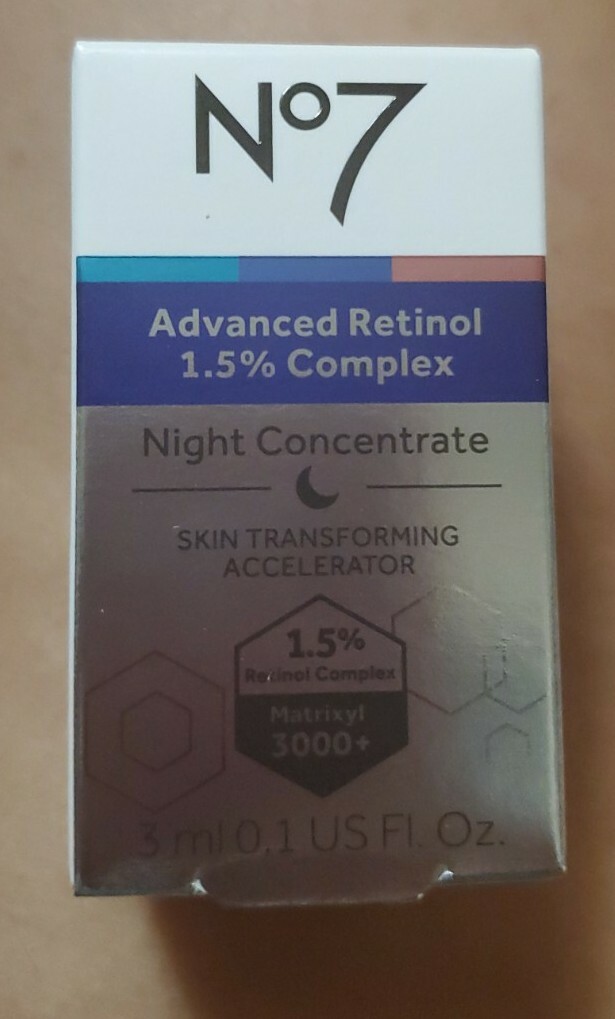 Nº7
Advanced Retinol
1.5% Complex
Night Concentrate
SKIN TRANSFORMING
ACCELERATOR
1.5%
Retinol Complex
Matrixyl
3000+
3 ml 0.1 US Fl. Oz.